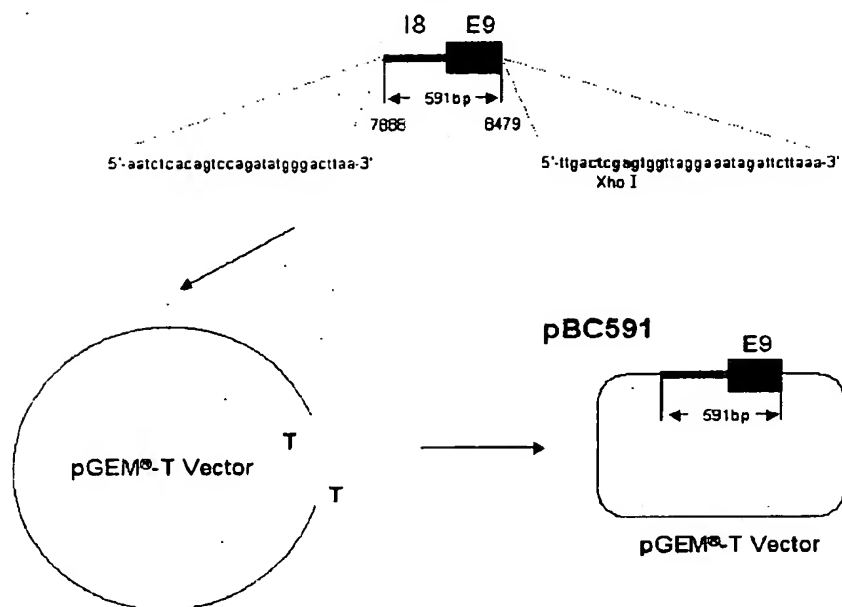 I8 E9
591bp
7888 8479
5'-aatctcacagtccagatatgggacttaa-3' 5'-ttgactcgagtggttaggaaatagattcttaaa-3'
Xho I
pBC591
E9
591bp
T
pGEM®-T Vector
T
pGEM®-T Vector